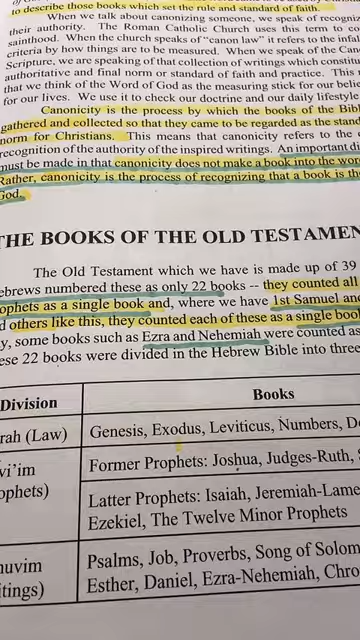 to describe those books which set the rule and standard of faith.
When we talk about canonizing someone, we speak of recogni
their authority. The Roman Catholic Church uses this term to
sainthood. When the church speaks of "canon law" it refers to the infal
criteria by how things are to be measured. When we speak of the Can
Scripture, we are speaking of that collection of writings which constitu
authoritative and final norm or standard of faith and practice. This
that we think of the Word of God as the measuring stick for our belie
for our lives. We use it to check our doctrine and our daily lifestyle
Canonicity is the process by which the books of the Bibl
gathered and collected so that they came to be regarded as the stand
norm for Christians. This means that canonicity refers to the
recognition of the authority of the inspired writings. An important di
must be made in that canonicity does not make a book into the wor
Rather, canonicity is the process of recognizing that a book is the
God.
THE BOOKS OF THE OLD TESTAMEN
The Old Testament which we have is made up of 39
ebrews numbered these as only 22 books -- they counted all
ophets as a single book and, where we have 1st Samuel an
d others like this, they counted each of these as a single boo
y, some books such as Ezra and Nehemiah were counted as
ese 22 books were divided in the Hebrew Bible into three
Division Books
rah (Law) Genesis, Exodus, Leviticus, Numbers, De
vi'im
ophets)
Former Prophets: Joshua, Judges-Ruth,
Latter Prophets: Isaiah, Jeremiah-Lame
Ezekiel, The Twelve Minor Prophets
huvim
itings)
Psalms, Job, Proverbs, Song of Solom
Esther, Daniel, Ezra-Nehemiah, Chro